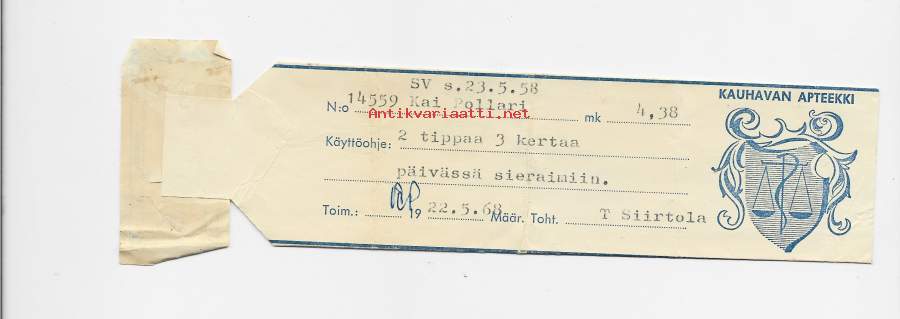 SV s.23.5.58
KAUHAVAN APTEEKKI
N:o 14559 Kai Pollari mk 4,38
Antikvariaatti.net
Käyttöohje: 2 tippaa 3 kertaa
päivässä sieraimiin.
Toim.: 19 22.5.68 Määr. Toht. T Siirtola